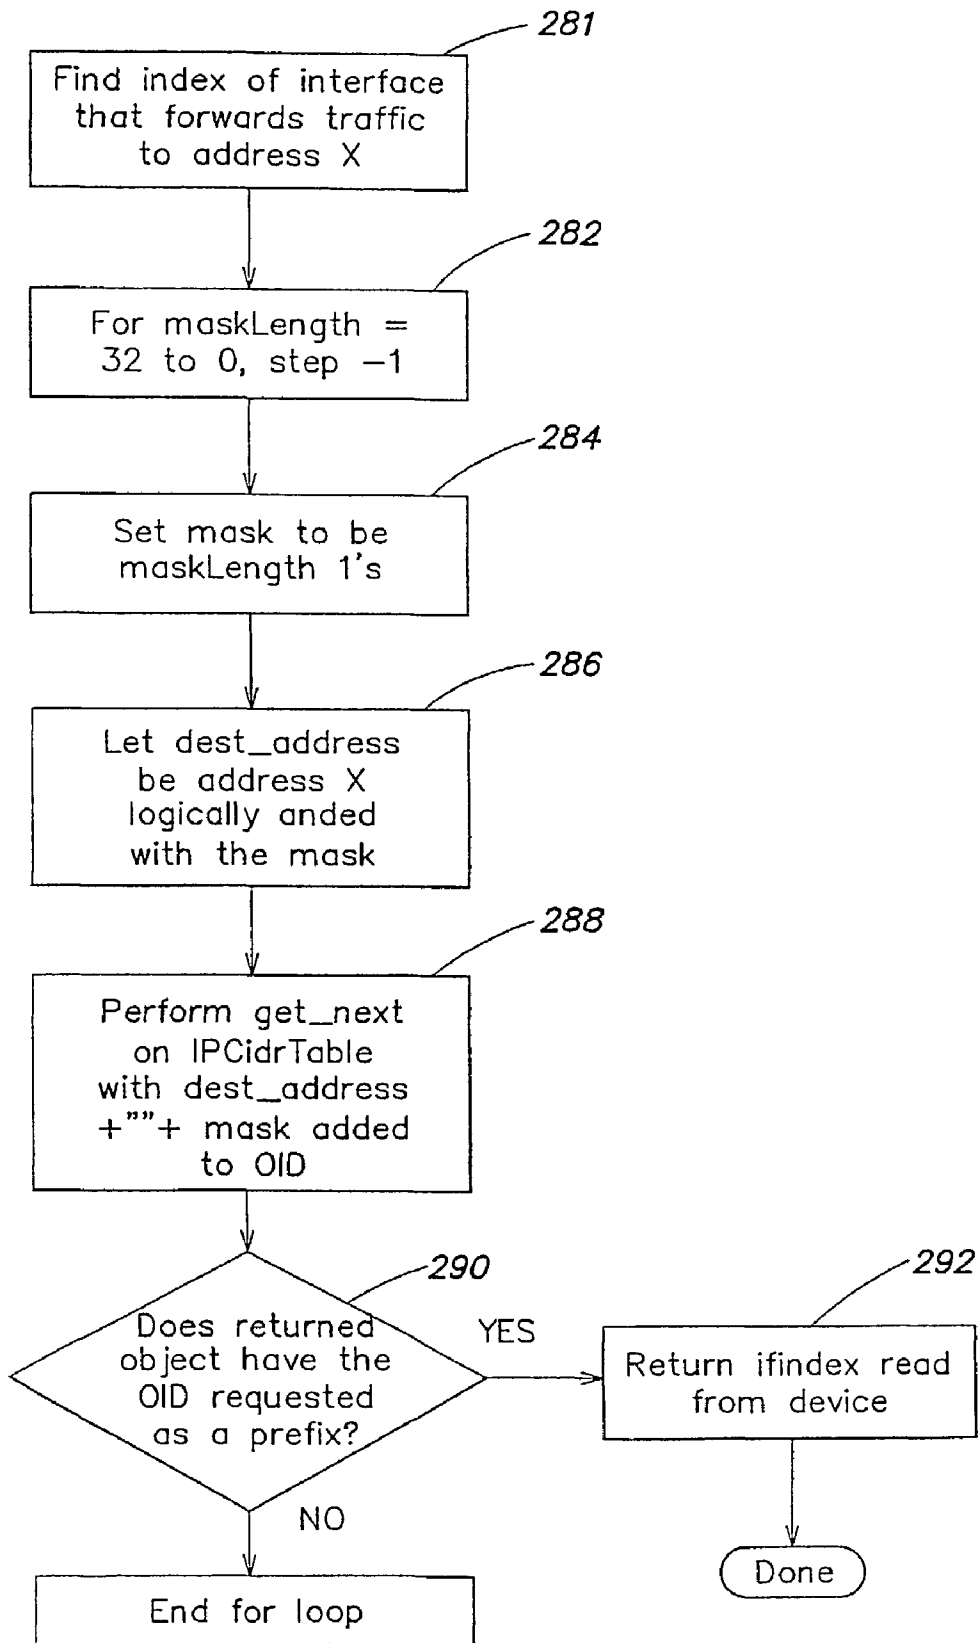 281
Find index of interface
that forwards traffic
to address X
282
For maskLength =
32 to 0, step −1
284
Set mask to be
maskLength 1's
286
Let dest_address
be address X
logically anded
with the mask
288
Perform get_next
on IPCidrTable
with dest_address
+""+ mask added
to OID
290
Does returned
object have the
OID requested
as a prefix?
YES
292
Return ifindex read
from device
NO
Done
End for loop